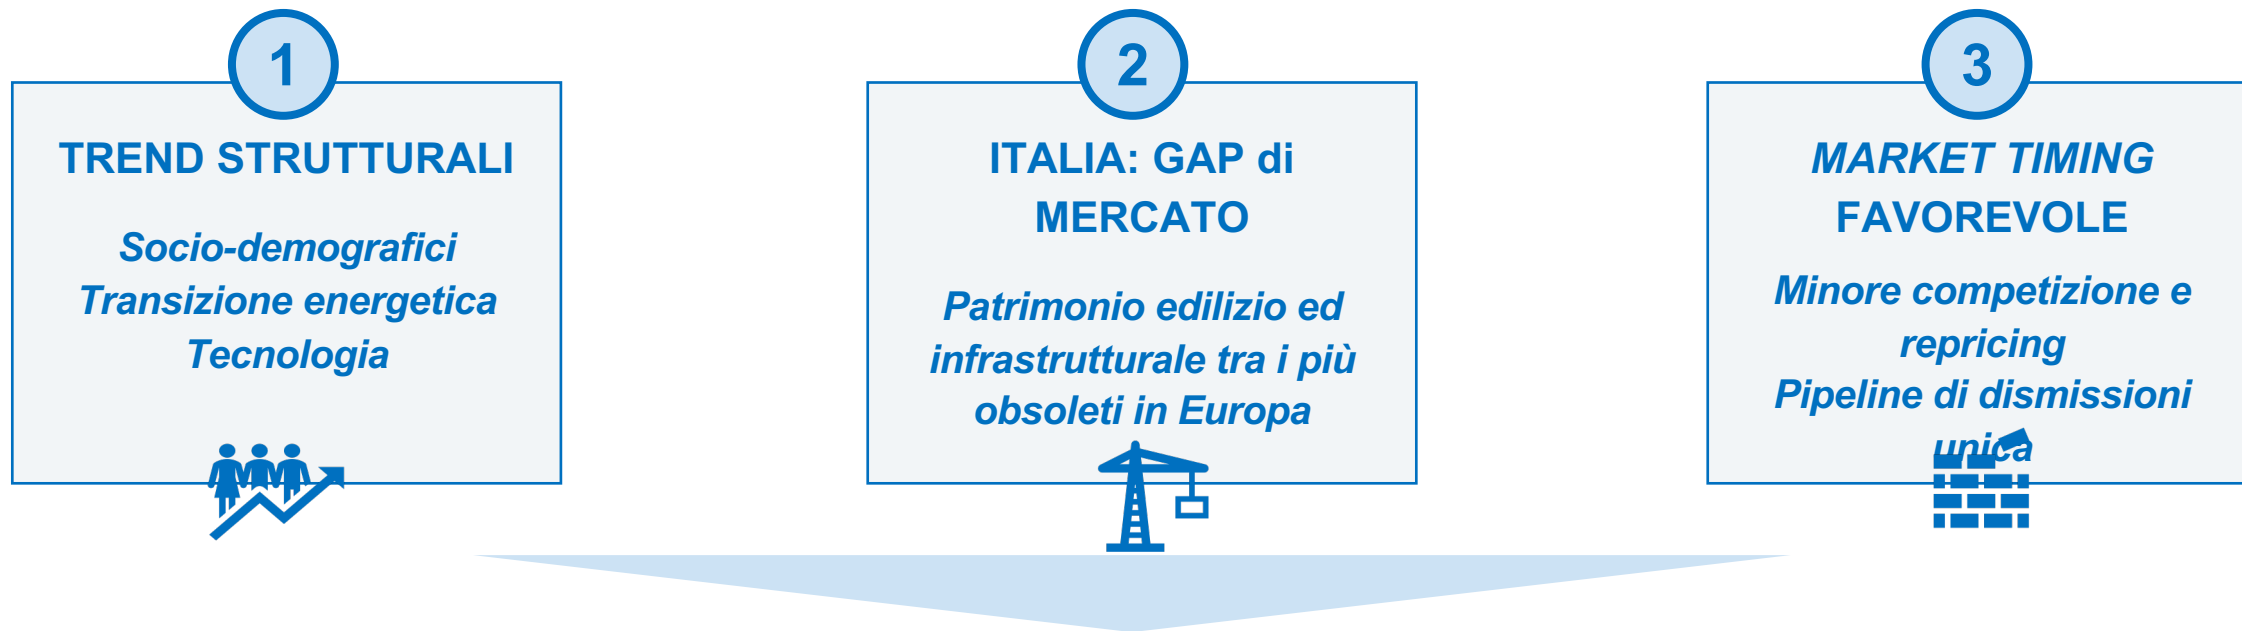 1
TREND STRUTTURALI
Socio-demografici
Transizione energetica
Tecnologia
2
ITALIA: GAP di
MERCATO
Patrimonio edilizio ed
infrastrutturale tra i più
obsoleti in Europa
3
MARKET TIMING
FAVOREVOLE
Minore competizione e
repricing
Pipeline di dismissioni
unica